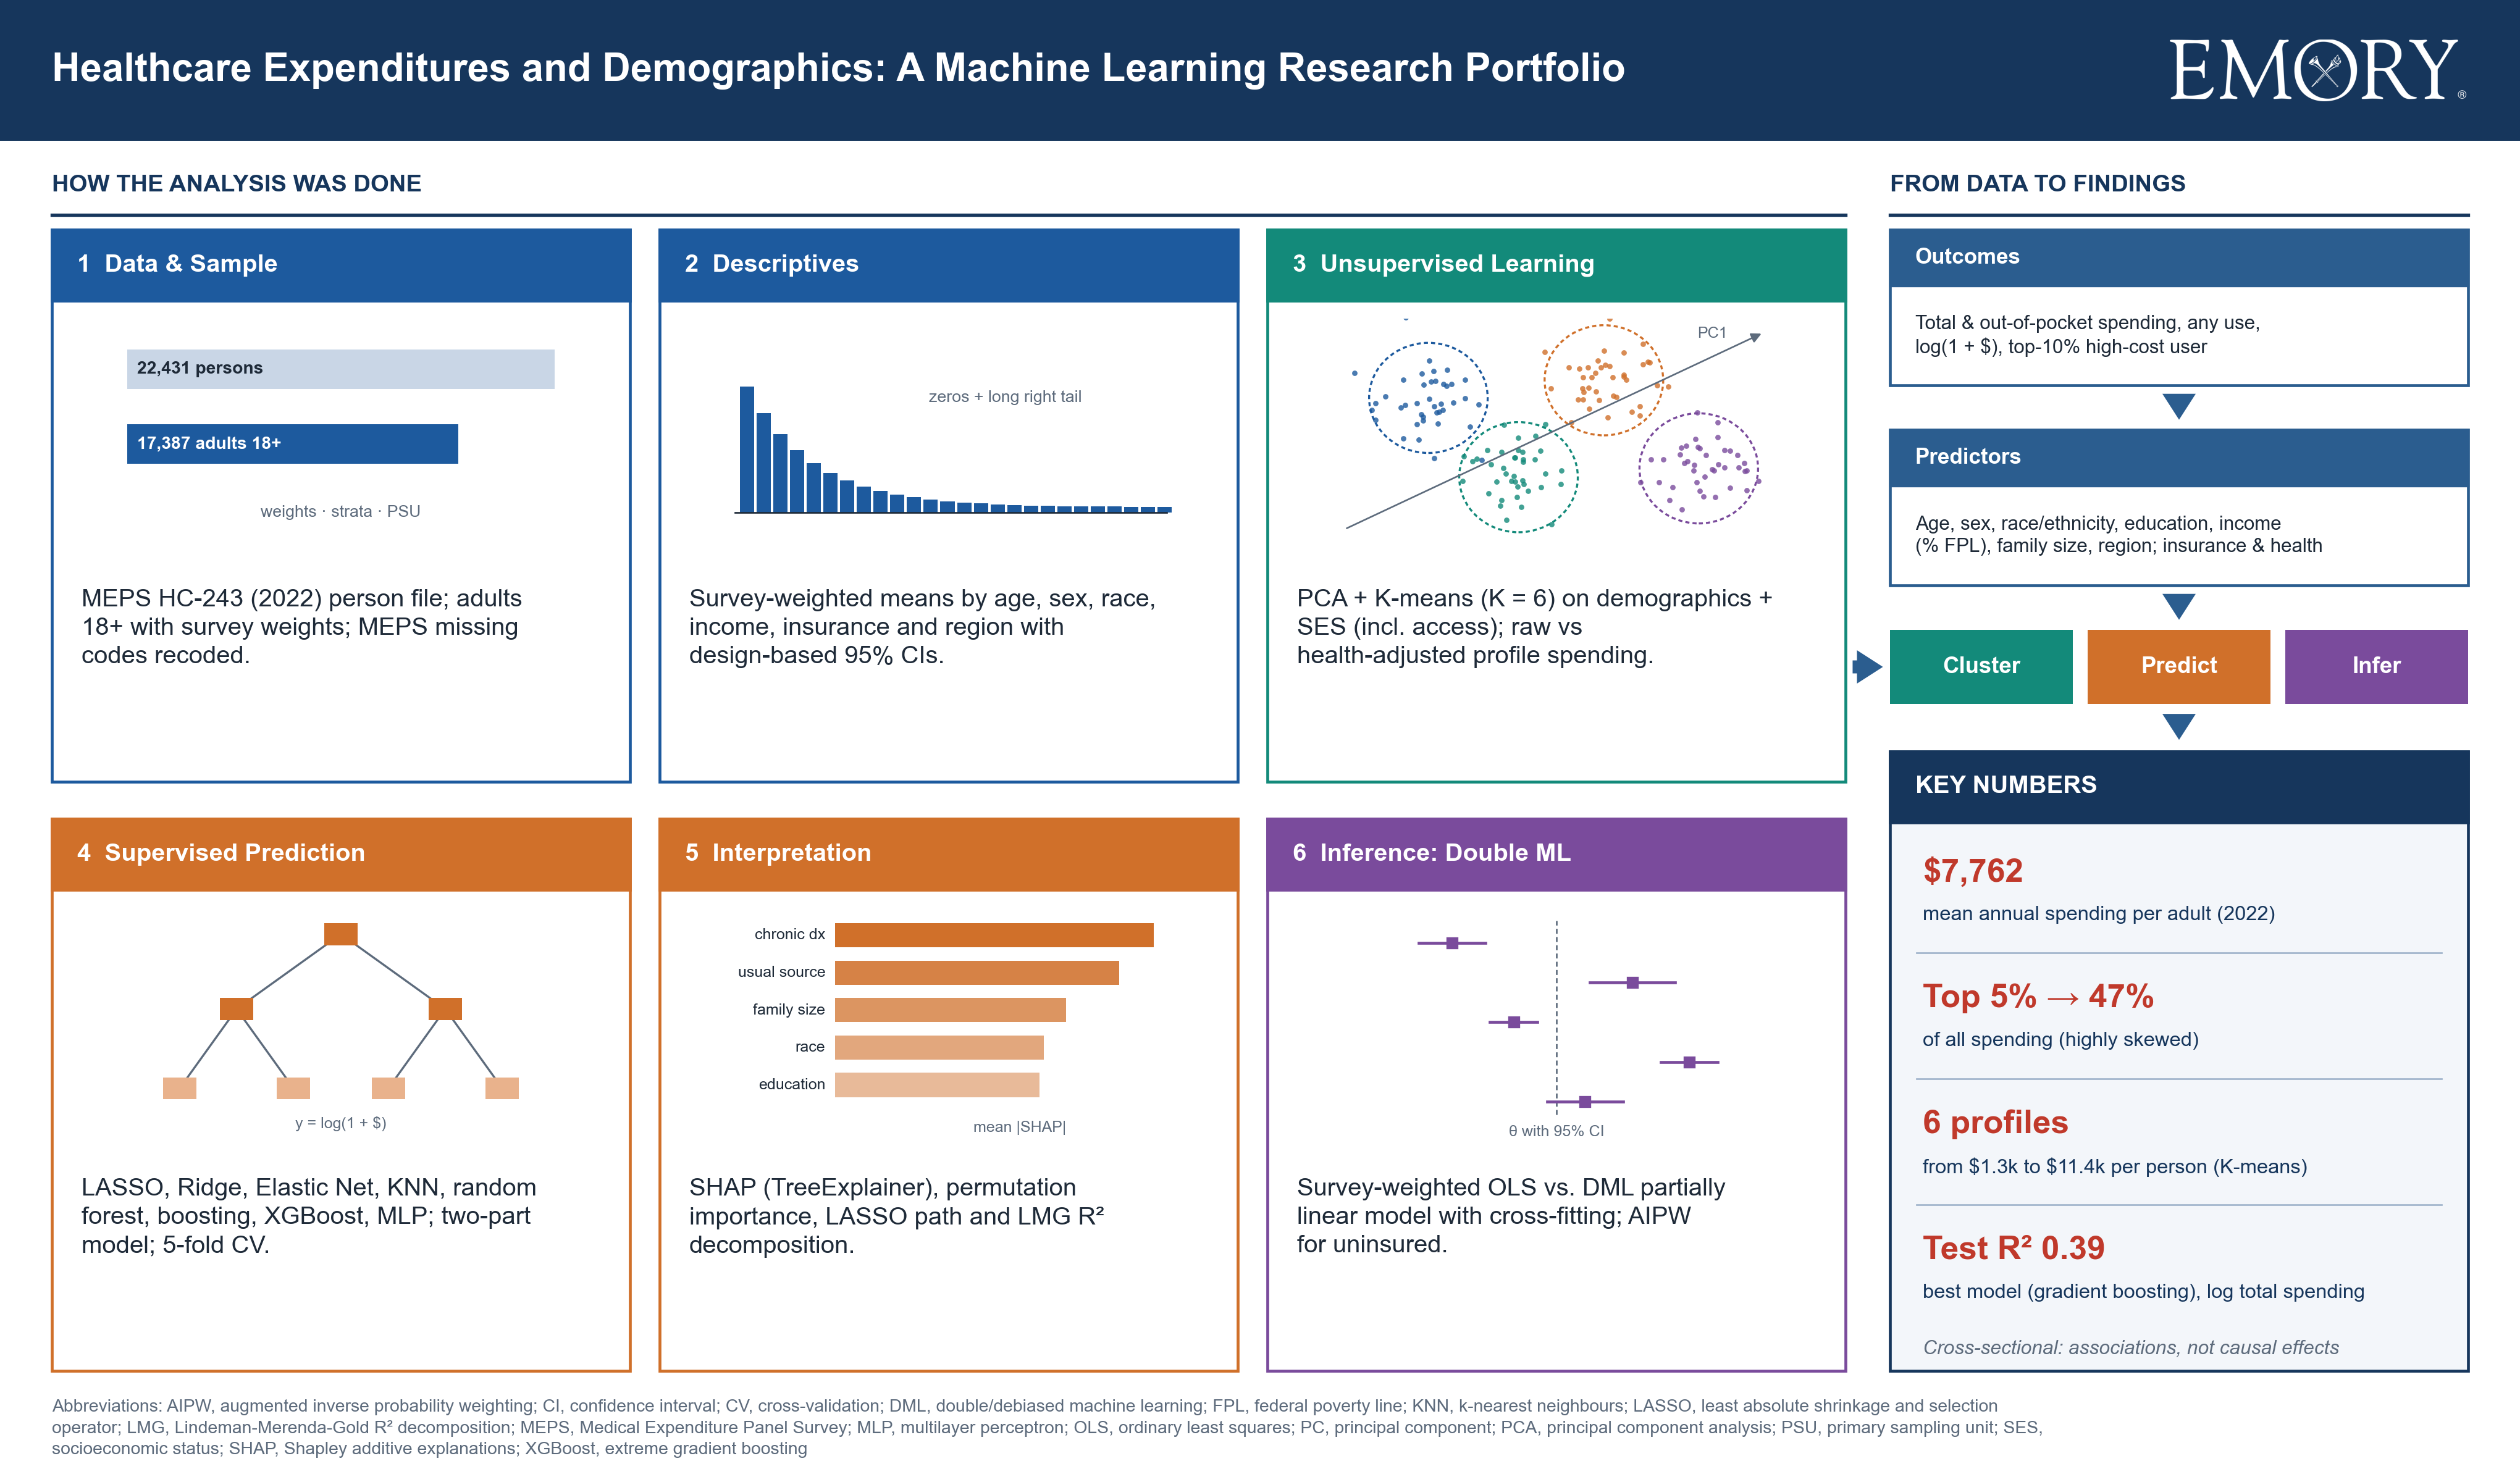 Healthcare Expenditures and Demographics: A Machine Learning Research Portfolio
EMORY®
HOW THE ANALYSIS WAS DONE
1 Data & Sample
22,431 persons
17,387 adults 18+
weights · strata · PSU
MEPS HC-243 (2022) person file; adults
18+ with survey weights; MEPS missing
codes recoded.
2 Descriptives
zeros + long right tail
Survey-weighted means by age, sex, race,
income, insurance and region with
design-based 95% CIs.
3 Unsupervised Learning
PC1
PCA + K-means (K = 6) on demographics +
SES (incl. access); raw vs
health-adjusted profile spending.
4 Supervised Prediction
y = log(1 + $)
LASSO, Ridge, Elastic Net, KNN, random
forest, boosting, XGBoost, MLP; two-part
model; 5-fold CV.
5 Interpretation
chronic dx
usual source
family size
race
education
mean |SHAP|
SHAP (TreeExplainer), permutation
importance, LASSO path and LMG R²
decomposition.
6 Inference: Double ML
θ with 95% CI
Survey-weighted OLS vs. DML partially
linear model with cross-fitting; AIPW
for uninsured.
FROM DATA TO FINDINGS
Outcomes
Total & out-of-pocket spending, any use,
log(1 + $), top-10% high-cost user
Predictors
Age, sex, race/ethnicity, education, income
(% FPL), family size, region; insurance & health
Cluster
Predict
Infer
KEY NUMBERS
$7,762
mean annual spending per adult (2022)
Top 5% → 47%
of all spending (highly skewed)
6 profiles
from $1.3k to $11.4k per person (K-means)
Test R² 0.39
best model (gradient boosting), log total spending
Cross-sectional: associations, not causal effects
Abbreviations: AIPW, augmented inverse probability weighting; CI, confidence interval; CV, cross-validation; DML, double/debiased machine learning; FPL, federal poverty line; KNN, k-nearest neighbours; LASSO, least absolute shrinkage and selection
operator; LMG, Lindeman-Merenda-Gold R² decomposition; MEPS, Medical Expenditure Panel Survey; MLP, multilayer perceptron; OLS, ordinary least squares; PC, principal component; PCA, principal component analysis; PSU, primary sampling unit; SES,
socioeconomic status; SHAP, Shapley additive explanations; XGBoost, extreme gradient boosting